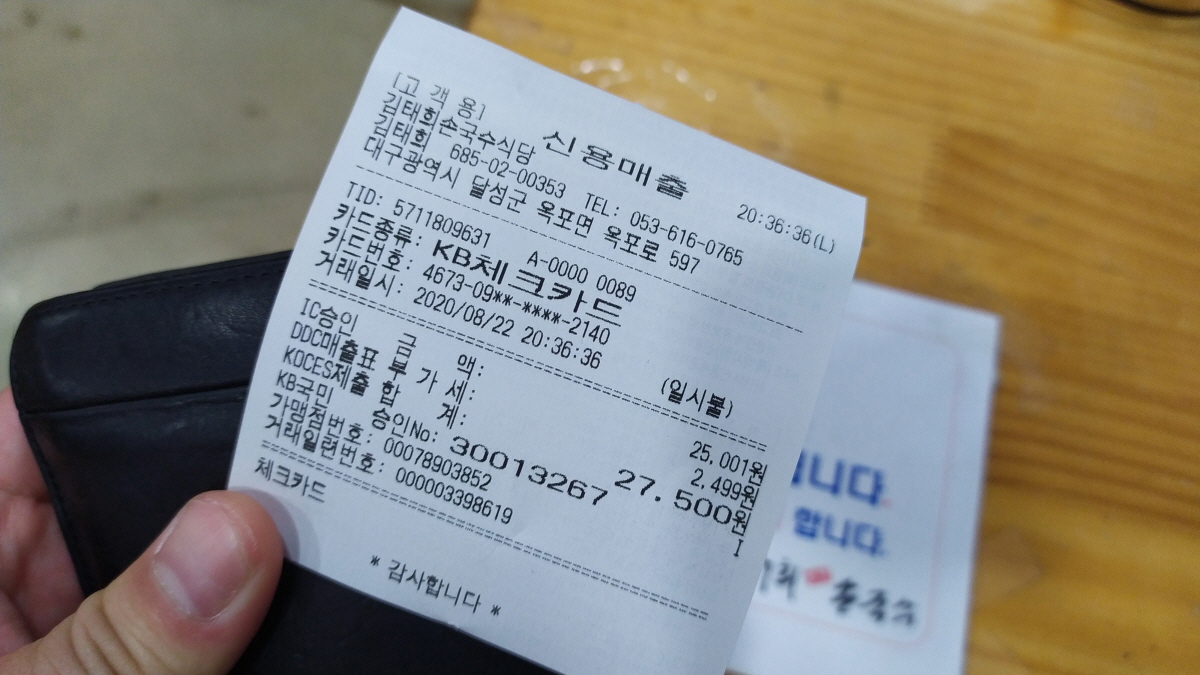 [고 객 용]
신용매출
20:36:36(L)
김태희손국수식당
김태희 685-02-00353 TEL: 053-616-0765
대구광역시 달성군 옥포면 옥포로 597
TID: 5711809631 A-0000 0089
카드종류: KB체크카드
카드번호: 4673-09**-****-2140
거래일시: 2020/08/22 20:36:36
(일시불)
IC승인 금 액: 25,001원
DDC매출표 부 가 세: 2,499원
KOCES제출 합 계: 27,500원
KB국민 승인No: 30013267 I
가맹점번호: 00078903852
거래일련번호: 000003398619
체크카드
* 감사합니다 *
니다.
합니다.